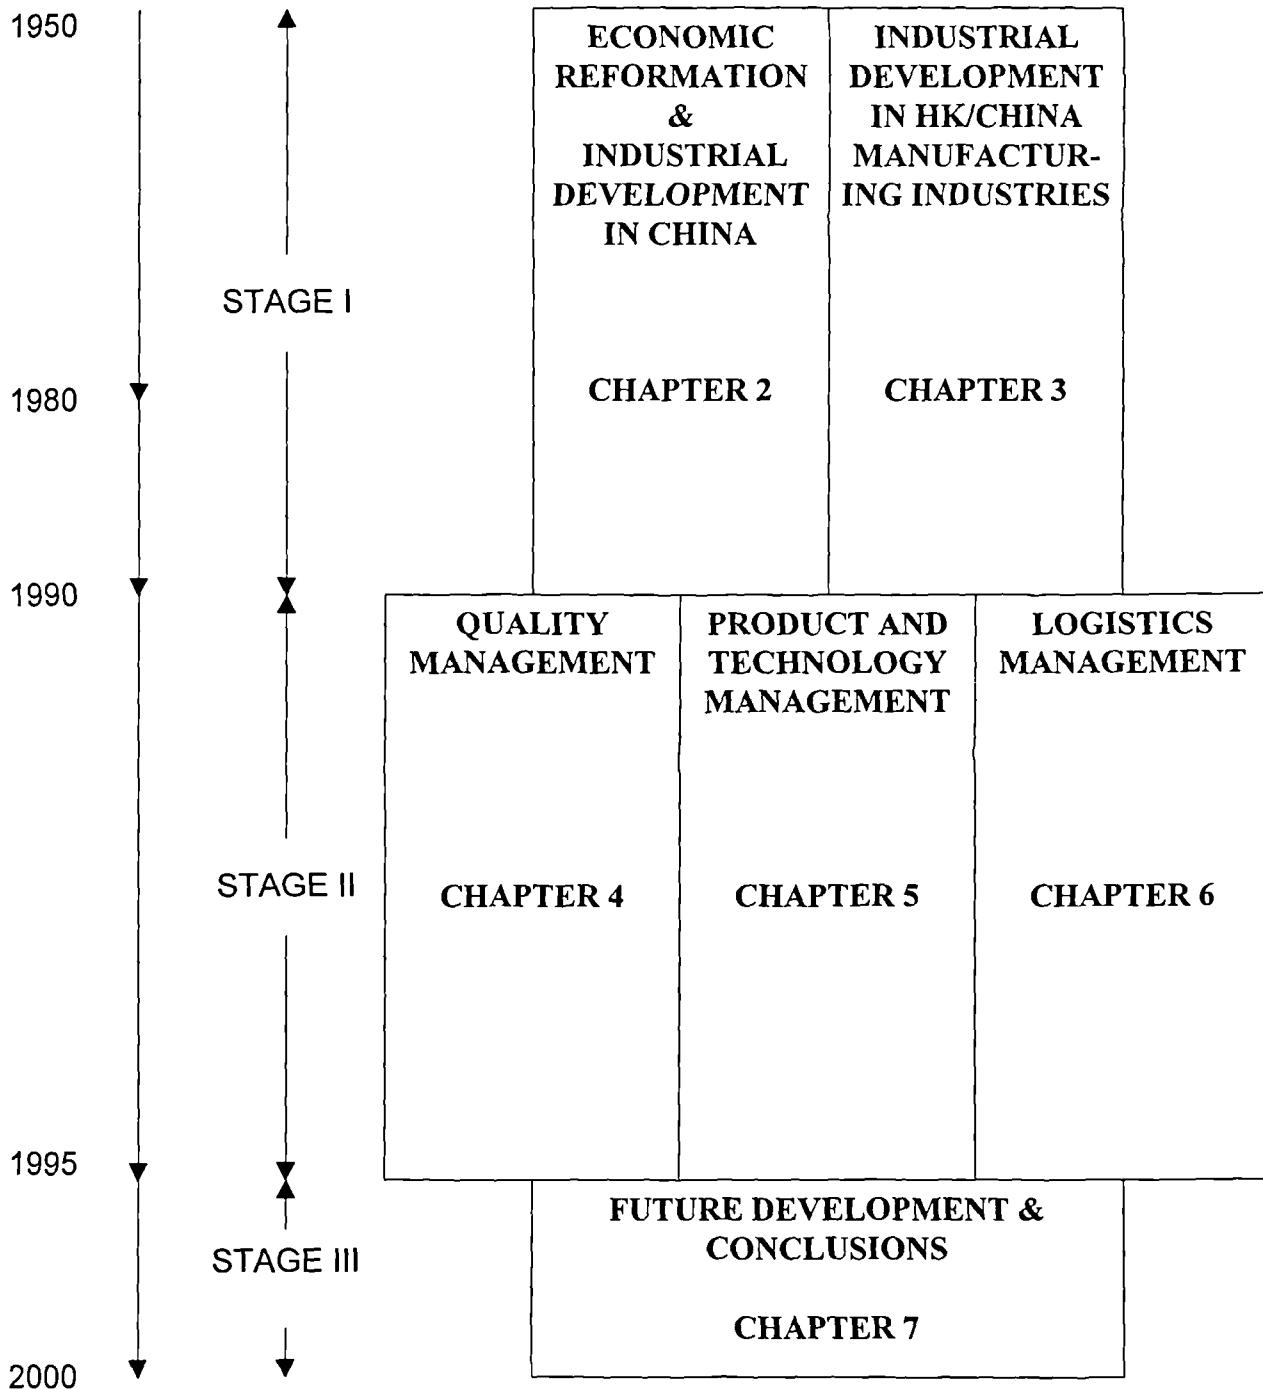 1950
ECONOMIC
REFORMATION
&
INDUSTRIAL
DEVELOPMENT
IN CHINA
INDUSTRIAL
DEVELOPMENT
IN HK/CHINA
MANUFACTUR-
ING INDUSTRIES
STAGE I
1980
CHAPTER 2
CHAPTER 3
1990
QUALITY
MANAGEMENT
PRODUCT AND
TECHNOLOGY
MANAGEMENT
LOGISTICS
MANAGEMENT
STAGE II
CHAPTER 4
CHAPTER 5
CHAPTER 6
1995
FUTURE DEVELOPMENT &
CONCLUSIONS
STAGE III
CHAPTER 7
2000